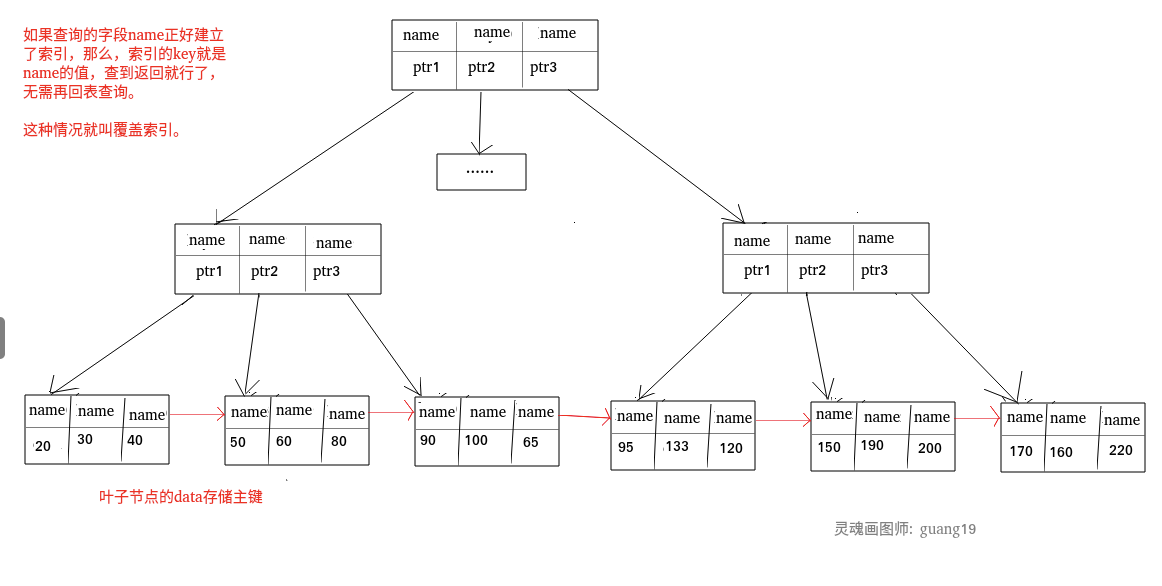 如果查询的字段name正好建立
了索引，那么，索引的key就是
name的值，查到返回就行了，
无需再回表查询。
这种情况就叫覆盖索引。
name name name
ptr1 ptr2 ptr3
......
name name name
ptr1 ptr2 ptr3
name name name
ptr1 ptr2 ptr3
name name name
20 30 40
name name name
50 60 80
name name name
90 100 65
name name name
95 133 120
name name name
150 190 200
name name name
170 160 220
叶子节点的data存储主键
灵魂画图师: guang19